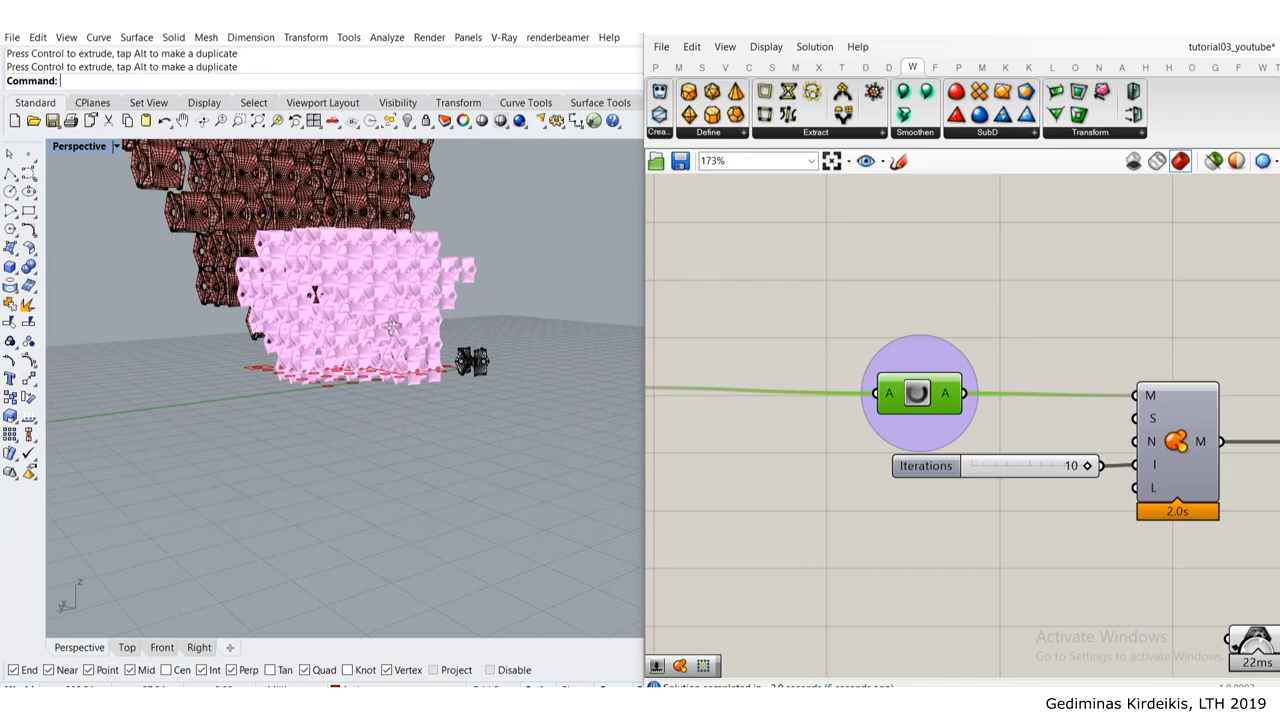 File Edit View Curve Surface Solid Mesh Dimension Transform Tools Analyze Render Panels V-Ray renderbeamer Help
Press Control to extrude, tap Alt to make a duplicate
Press Control to extrude, tap Alt to make a duplicate
Command:
Standard CPlanes Set View Display Select Viewport Layout Visibility Transform Curve Tools Surface Tools
Perspective
z
x
Perspective Top Front Right
End Near Point Mid Cen Int Perp Tan Quad Knot Vertex Project Disable
File Edit View Display Solution Help
tutorial03_youtube*
P M S V C S M X T D D W F P M K L E A N A E H H O G F W T
Crea... Define Extract Smoothen SubD Transform
173%
A A
Iterations 10
M
S
N M
I
L
2.0s
Activate Windows
Go to Settings to activate Windows.
22ms
Gediminas Kirdeikis, LTH 2019